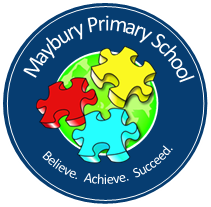 Maybury Primary School
Believe. Achieve. Succeed.